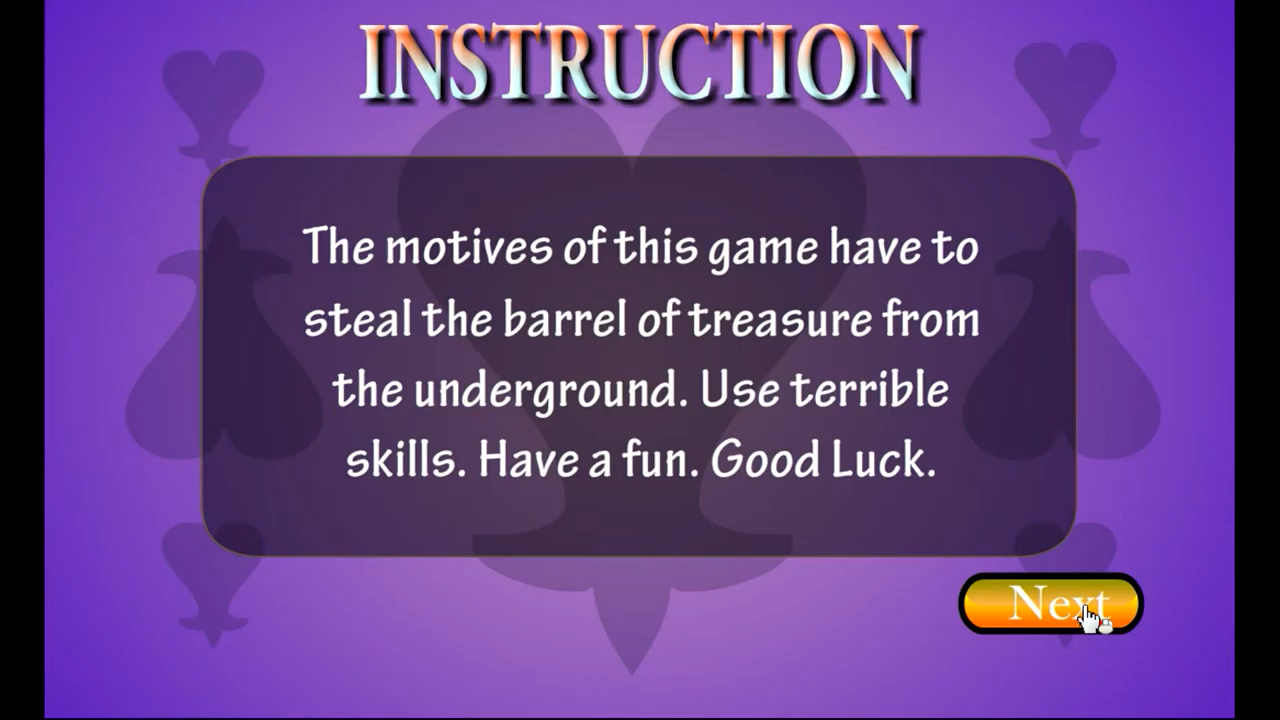 INSTRUCTION
The motives of this game have to
steal the barrel of treasure from
the underground. Use terrible
skills. Have a fun. Good Luck.
Next